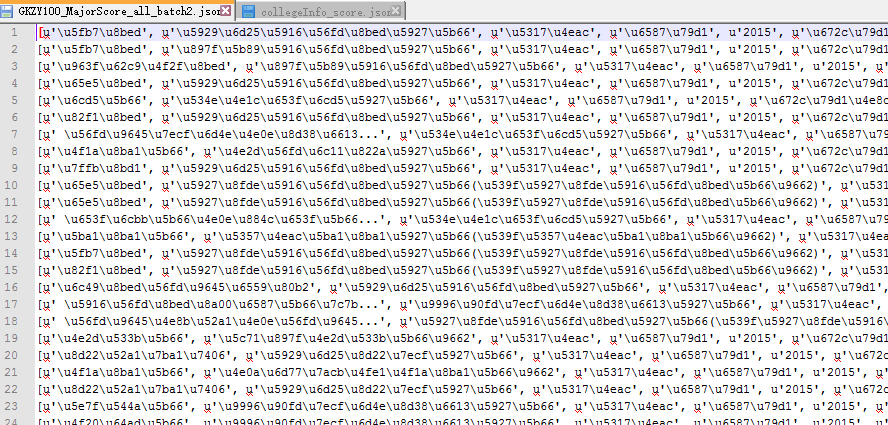 GKZY100_MajorScore_all_batch2.json collegeInfo_score.json
1 [u'\u5fb7\u8bed', u'\u5929\u6d25\u5916\u56fd\u8bed\u5927\u5b66', u'\u5317\u4eac', u'\u6587\u79d1', u'2015', u'\u672c\u79d1
2 [u'\u5fb7\u8bed', u'\u897f\u5b89\u5916\u56fd\u8bed\u5927\u5b66', u'\u5317\u4eac', u'\u6587\u79d1', u'2015', u'\u672c\u79d1
3 [u'\u963f\u62c9\u4f2f\u8bed', u'\u897f\u5b89\u5916\u56fd\u8bed\u5927\u5b66', u'\u5317\u4eac', u'\u6587\u79d1', u'2015', u'\u6
4 [u'\u65e5\u8bed', u'\u5929\u6d25\u5916\u56fd\u8bed\u5927\u5b66', u'\u5317\u4eac', u'\u6587\u79d1', u'2015', u'\u672c\u79d1
5 [u'\u6cd5\u5b66', u'\u534e\u4e1c\u653f\u6cd5\u5927\u5b66', u'\u5317\u4eac', u'\u6587\u79d1', u'2015', u'\u672c\u79d1\u4e8c
6 [u'\u82f1\u8bed', u'\u5929\u6d25\u5916\u56fd\u8bed\u5927\u5b66', u'\u5317\u4eac', u'\u6587\u79d1', u'2015', u'\u672c\u79d1
7 [u' \u56fd\u9645\u7ecf\u6d4e\u4e0e\u8d38\u6613...', u'\u534e\u4e1c\u653f\u6cd5\u5927\u5b66', u'\u5317\u4eac', u'\u6587\u79
8 [u'\u4f1a\u8ba1\u5b66', u'\u4e2d\u56fd\u6c11\u822a\u5927\u5b66', u'\u5317\u4eac', u'\u6587\u79d1', u'2015', u'\u672c\u79d1
9 [u'\u7ffb\u8bd1', u'\u5929\u6d25\u5916\u56fd\u8bed\u5927\u5b66', u'\u5317\u4eac', u'\u6587\u79d1', u'2015', u'\u672c\u79d1
10 [u'\u65e5\u8bed', u'\u5927\u8fde\u5927\u5b66(\u539f\u5927\u8fde\u5916\u56fd\u8bed\u5b66\u9662)', u'\u531
11 [u'\u65e5\u8bed', u'\u5927\u8fde\u5927\u5b66(\u539f\u5927\u8fde\u5916\u56fd\u8bed\u5b66\u9662)', u'\u531
12 [u' \u653f\u6cbb\u5b66\u4e0e\u884c\u653f\u5b66...', u'\u534e\u4e1c\u653f\u6cd5\u5927\u5b66', u'\u5317\u4eac', u'\u6587\u79
13 [u'\u5ba1\u8ba1\u5b66', u'\u5357\u4eac\u5ba1\u8ba1\u5927\u5b66(\u539f\u5357\u4eac\u5ba1\u8ba1\u5b66\u9662)', u'\u5317\u4eac
14 [u'\u5fb7\u8bed', u'\u5927\u8fde\u5916\u56fd\u8bed\u5927\u5b66(\u539f\u5927\u8fde\u5916\u56fd\u8bed\u5b66\u9662)', u'\u531
15 [u'\u82f1\u8bed', u'\u5927\u8fde\u5916\u56fd\u8bed\u5927\u5b66(\u539f\u5927\u8fde\u5916\u56fd\u8bed\u5b66\u9662)', u'\u531
16 [u'\u6c49\u8bed\u56fd\u9645\u6559\u80b2', u'\u5929\u6d25\u5916\u56fd\u8bed\u5927\u5b66', u'\u5317\u4eac', u'\u6587\u79d1',
17 [u' \u5916\u56fd\u8bed\u8a00\u6587\u5b66\u7c7b...', u'\u9996\u90fd\u7ecf\u6d4e\u8d38\u6613\u5927\u5b66', u'\u5317\u4eac',
18 [u' \u56fd\u9645\u4e8b\u52a1\u4e0e\u56fd\u9645...', u'\u5927\u8fde\u5916\u56fd\u8bed\u5927\u5b66(\u539f\u5927\u8fde\u5916
19 [u'\u4e2d\u533b\u5b66', u'\u5c71\u897f\u4e2d\u533b\u5b66\u9662', u'\u5317\u4eac', u'\u6587\u79d1', u'2015', u'\u672c\u79d1
20 [u'\u8d22\u52a1\u7ba1\u7406', u'\u5929\u6d25\u8d22\u7ecf\u5927\u5b66', u'\u5317\u4eac', u'\u6587\u79d1', u'2015', u'\u672c
21 [u'\u4f1a\u8ba1\u5b66', u'\u4e0a\u6d77\u7acb\u4fe1\u4f1a\u8ba1\u5b66\u9662', u'\u5317\u4eac', u'\u6587\u79d1', u'2015', u'
22 [u'\u8d22\u52a1\u7ba1\u7406', u'\u5929\u6d25\u8d22\u7ecf\u5927\u5b66', u'\u5317\u4eac', u'\u6587\u79d1', u'2015', u'\u672c
23 [u'\u5e7f\u544a\u5b66', u'\u9996\u90fd\u7ecf\u6d4e\u8d38\u6613\u5927\u5b66', u'\u5317\u4eac', u'\u6587\u79d1', u'2015', u'
24 [u'\u4f20\u64ad\u5b66', u'\u9996\u90fd\u7ecf\u6d4e\u8d38\u6613\u5927\u5b66', u'\u5317\u4eac', u'\u6587\u79d1', u'2015', u'